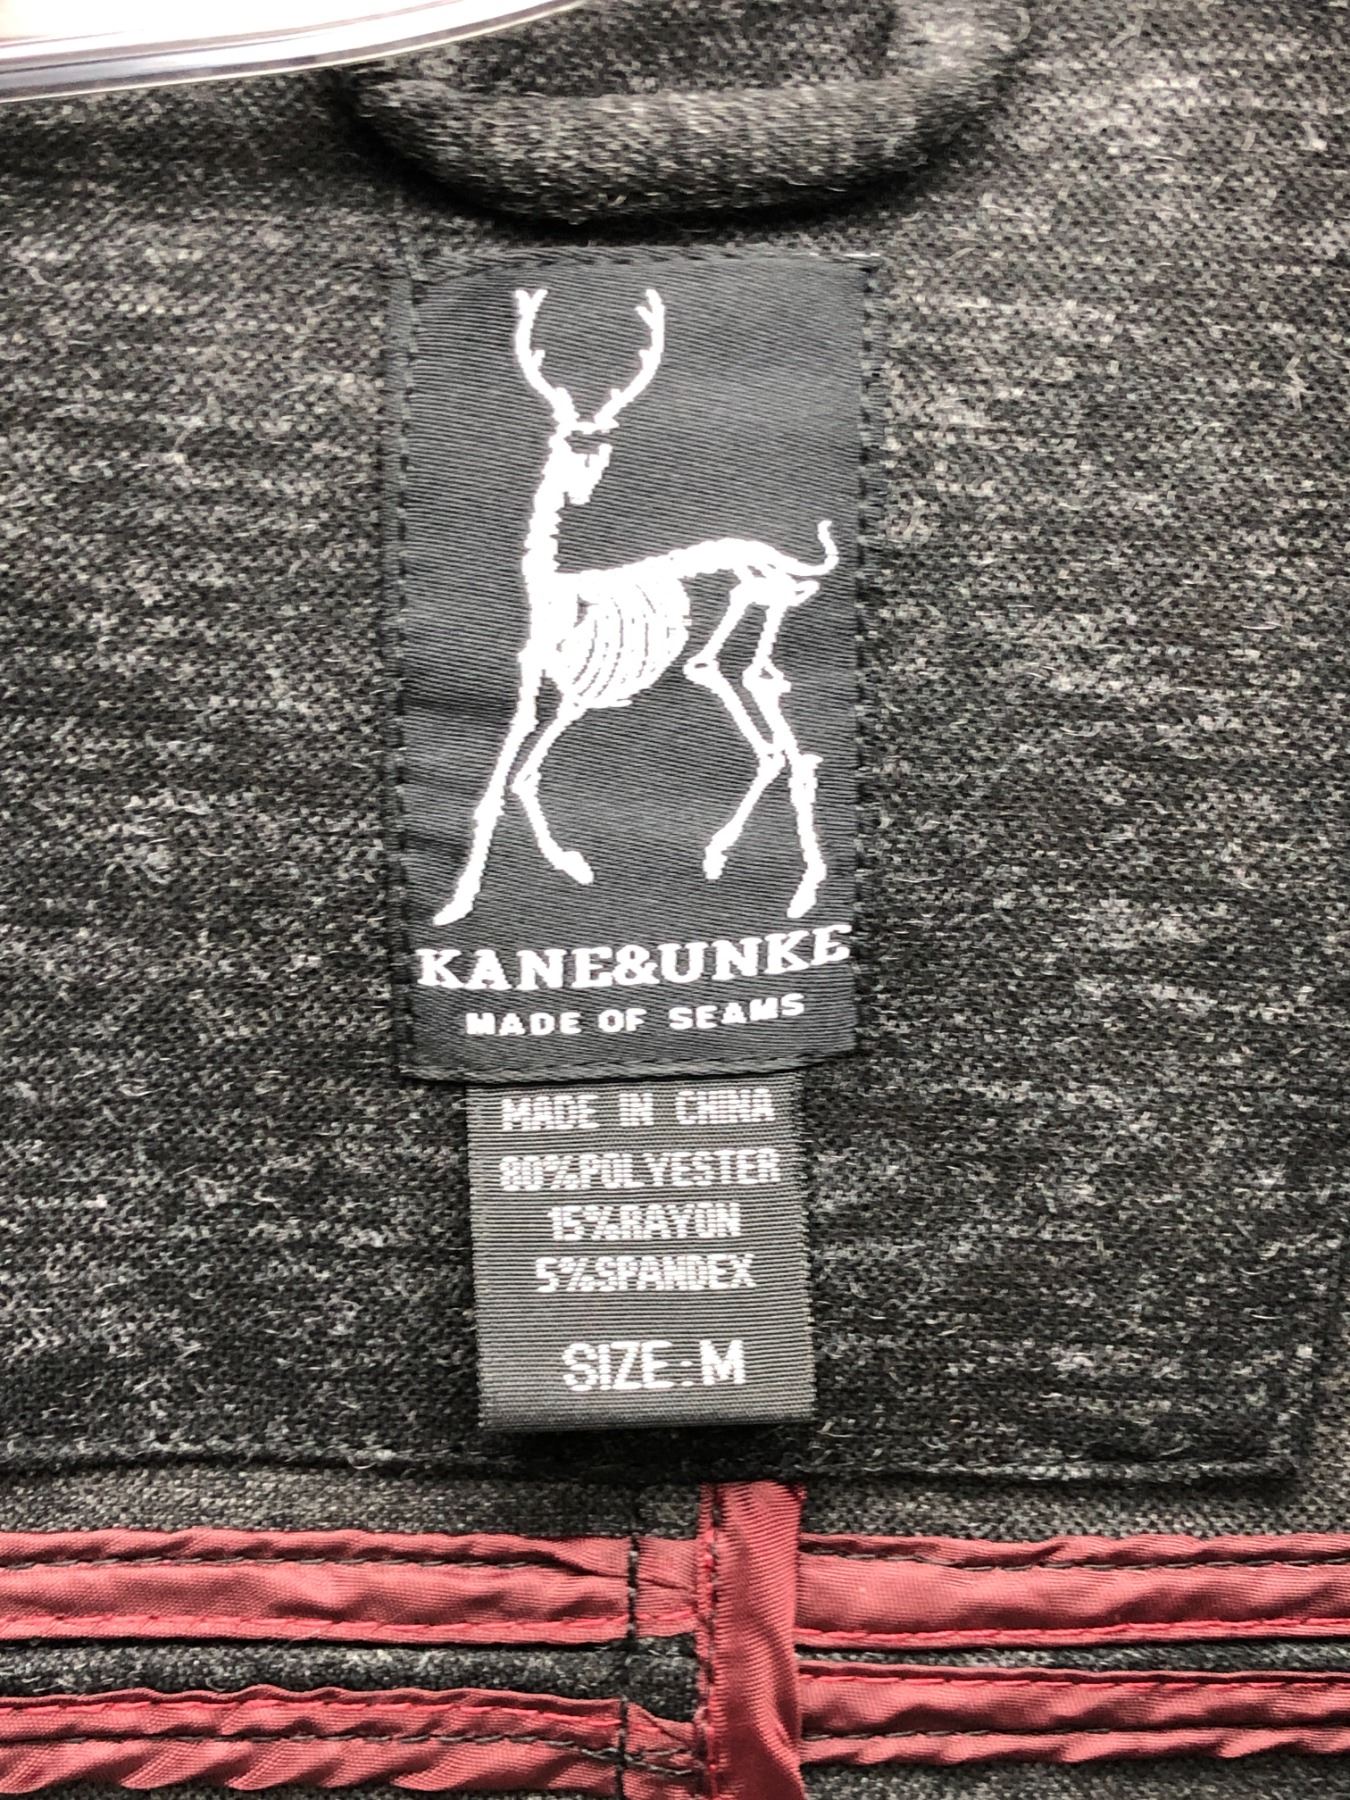 KANE&UNKE
MADE OF SEAMS
MADE IN CHINA
80%POLYESTER
15%RAYON
5%SPANDEX
SIZE:M